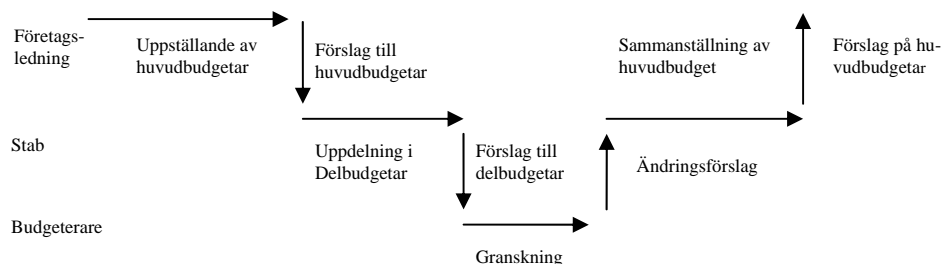 Företags-
ledning
Uppställande av
huvudbudgetar
Förslag till
huvudbudgetar
Sammanställning av
huvudbudget
Förslag på hu-
vudbudgetar
Stab
Uppdelning i
Delbudgetar
Förslag till
delbudgetar
Ändringsförslag
Budgeterare
Granskning